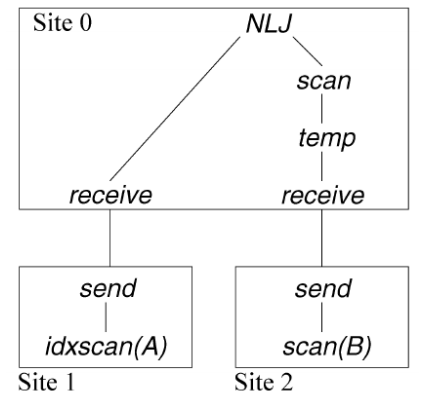 Site 0
NLJ
scan
temp
receive receive
send send
idxscan(A) scan(B)
Site 1 Site 2